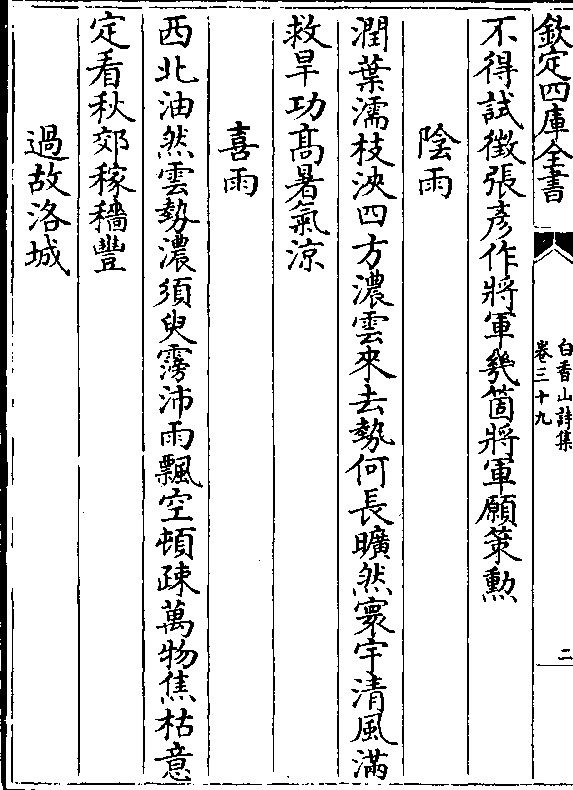 欽定四庫全書
白香山詩集
卷三十九
二
不得試徵張彥作將軍幾箇將軍願策勲
陰雨
潤葉濡枝浹四方濃雲來去勢何長曠然寰宇清風滿
救旱功髙暑氣凉
喜雨
西北油然雲勢濃須臾霶沛雨飄空頓疎萬物焦枯意
定看秋郊稼穡豐
過故洛城